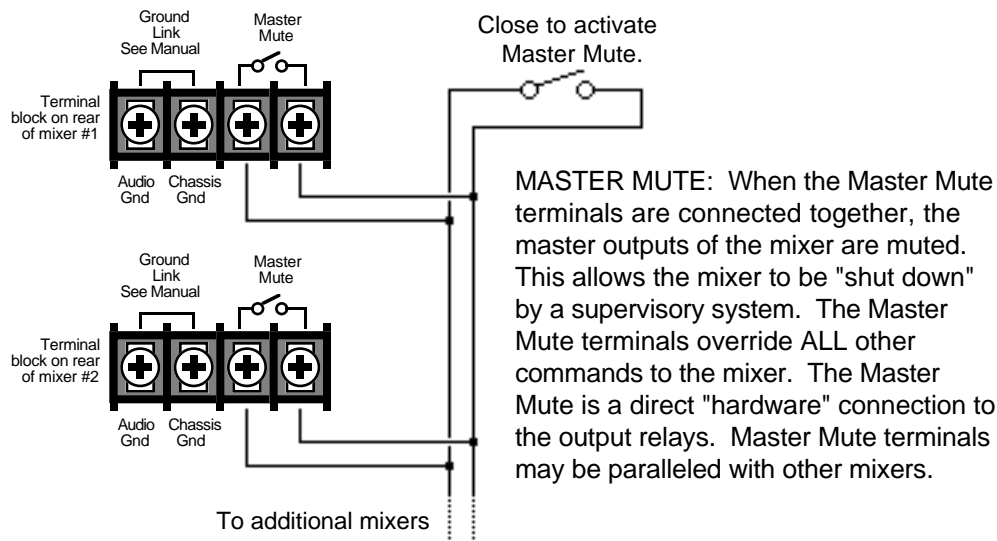 Ground
Link
See Manual
Master
Mute
Close to activate
Master Mute.
Terminal
block on rear
of mixer #1
Audio
Gnd
Chassis
Gnd
MASTER MUTE:  When the Master Mute
terminals are connected together, the
master outputs of the mixer are muted.
This allows the mixer to be "shut down"
by a supervisory system.  The Master
Mute terminals override ALL other
commands to the mixer.  The Master
Mute is a direct "hardware" connection to
the output relays.  Master Mute terminals
may be paralleled with other mixers.
Ground
Link
See Manual
Master
Mute
Terminal
block on rear
of mixer #2
Audio
Gnd
Chassis
Gnd
To additional mixers